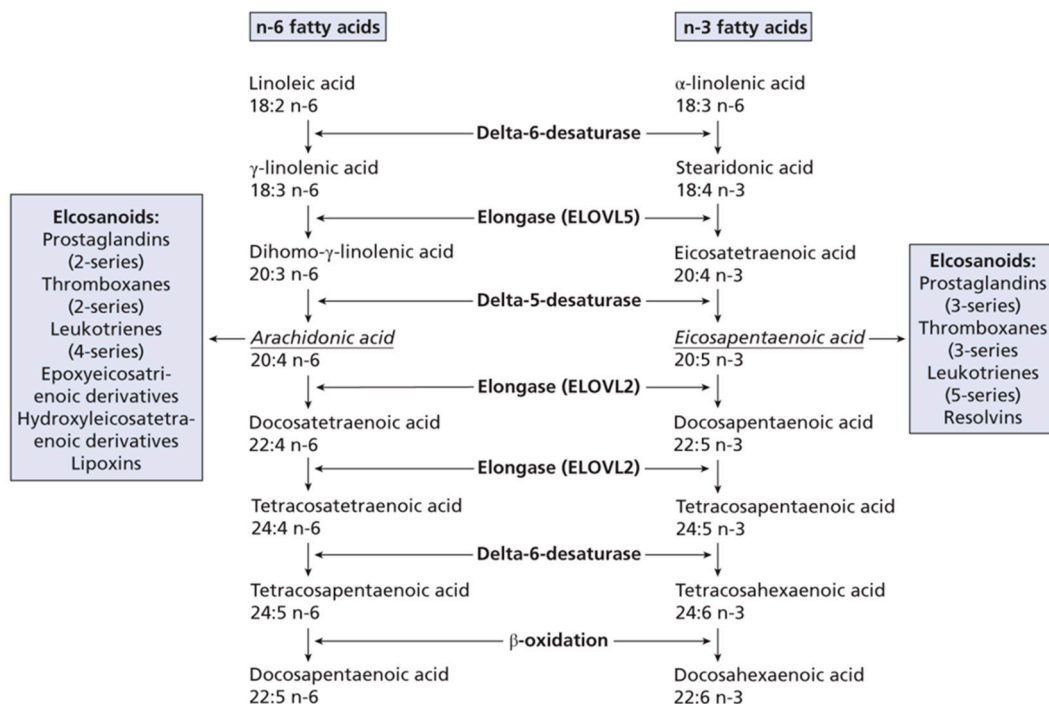 n-6 fatty acids
n-3 fatty acids
Linoleic acid
18:2 n-6
α-linolenic acid
18:3 n-6
Delta-6-desaturase
γ-linolenic acid
18:3 n-6
Stearidonic acid
18:4 n-3
Elongase (ELOVL5)
Dihomo-γ-linolenic acid
20:3 n-6
Eicosatetraenoic acid
20:4 n-3
Delta-5-desaturase
Arachidonic acid
20:4 n-6
Eicosapentaenoic acid
20:5 n-3
Elongase (ELOVL2)
Docosatetraenoic acid
22:4 n-6
Docosapentaenoic acid
22:5 n-3
Elongase (ELOVL2)
Tetracosatetraenoic acid
24:4 n-6
Tetracosapentaenoic acid
24:5 n-3
Delta-6-desaturase
Tetracosapentaenoic acid
24:5 n-6
Tetracosahexaenoic acid
24:6 n-3
β-oxidation
Docosapentaenoic acid
22:5 n-6
Docosahexaenoic acid
22:6 n-3
Elcosanoids:
Prostaglandins
(2-series)
Thromboxanes
(2-series)
Leukotrienes
(4-series)
Epoxyeicosatri-
enoic derivatives
Hydroxyleicosatetra-
enoic derivatives
Lipoxins
Elcosanoids:
Prostaglandins
(3-series)
Thromboxanes
(3-series
Leukotrienes
(5-series)
Resolvins